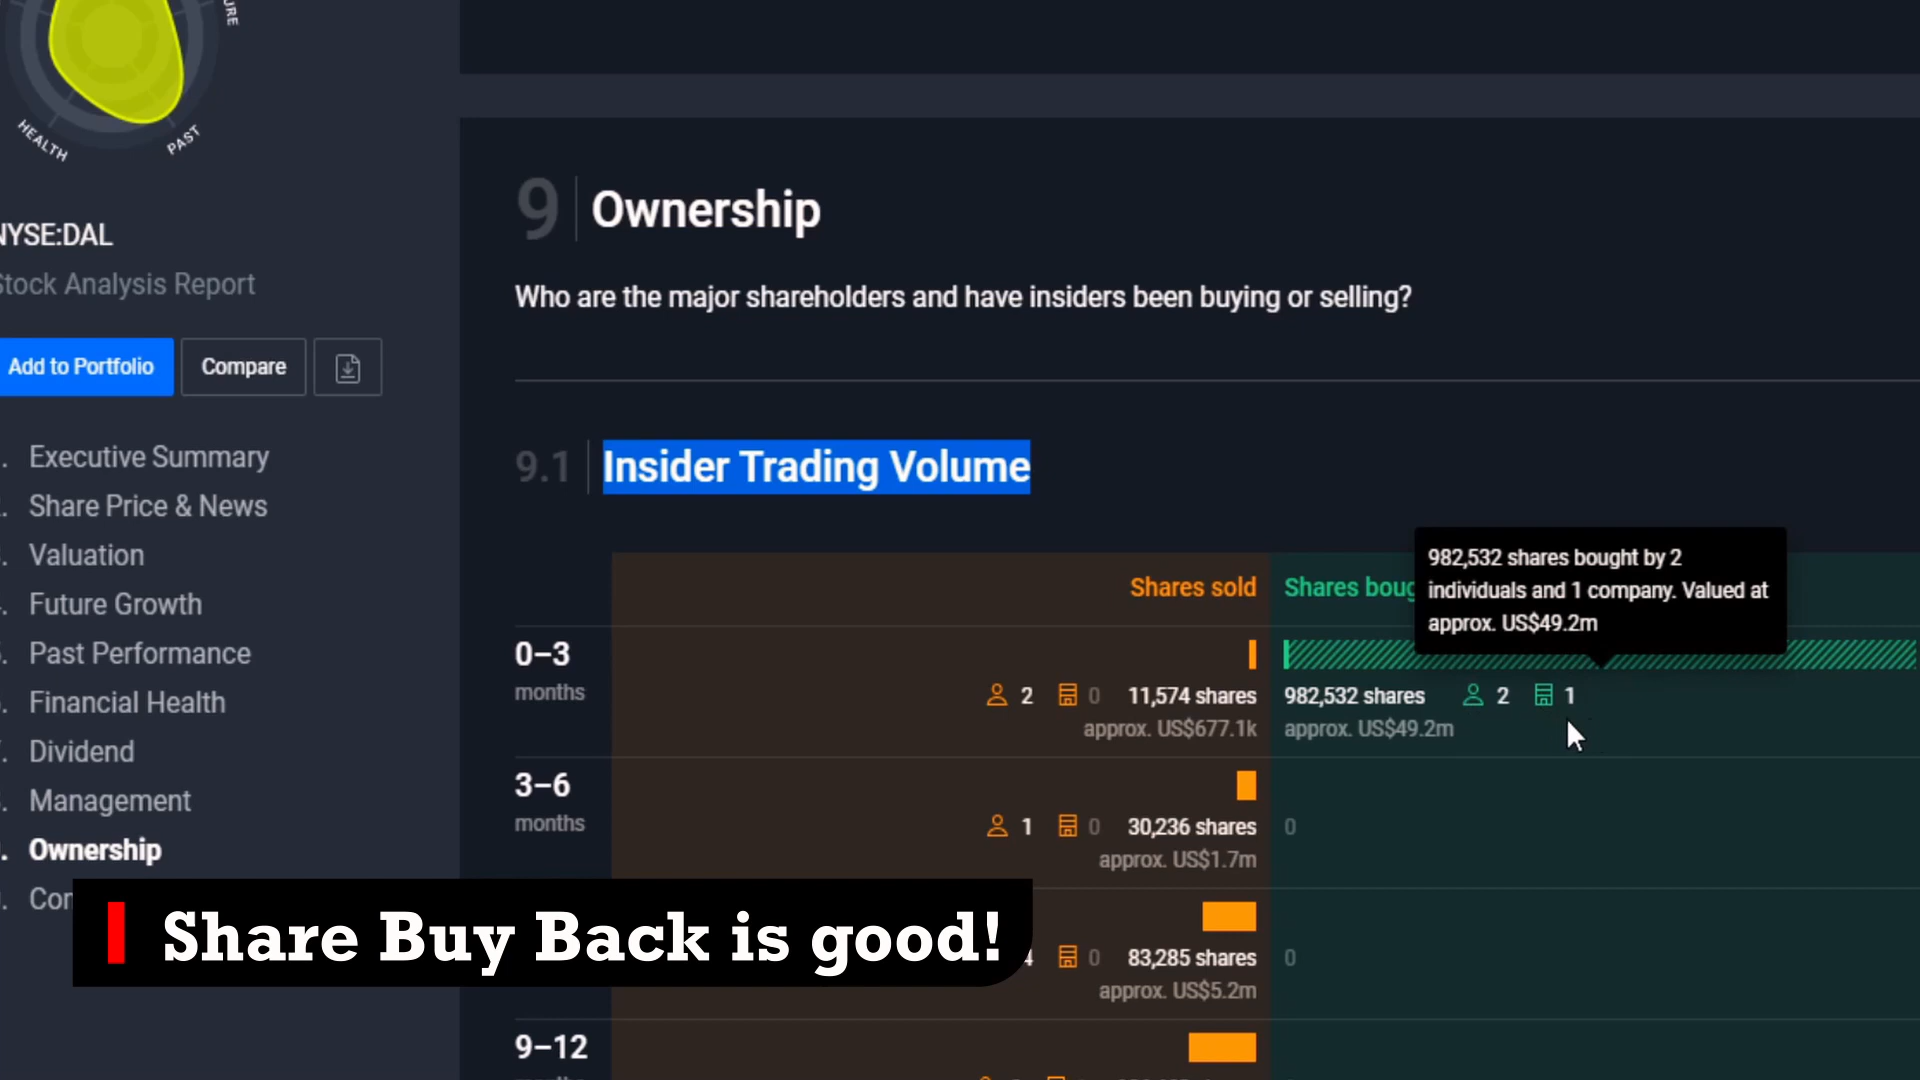 HEALTH
PAST
NYSE:DAL
Stock Analysis Report
Add to Portfolio
Compare
Executive Summary
Share Price & News
Valuation
Future Growth
Past Performance
Financial Health
Dividend
Management
Ownership
9
Ownership
Who are the major shareholders and have insiders been buying or selling?
9.1
Insider Trading Volume
Shares sold
982,532 shares bought by 2
individuals and 1 company. Valued at
approx. US$49.2m
0–3
months
2 0 11,574 shares
approx. US$677.1k
982,532 shares 2 1
approx. US$49.2m
3–6
months
1 0 30,236 shares
approx. US$1.7m
0
4 0 83,285 shares
approx. US$5.2m
0
9–12
Share Buy Back is good!